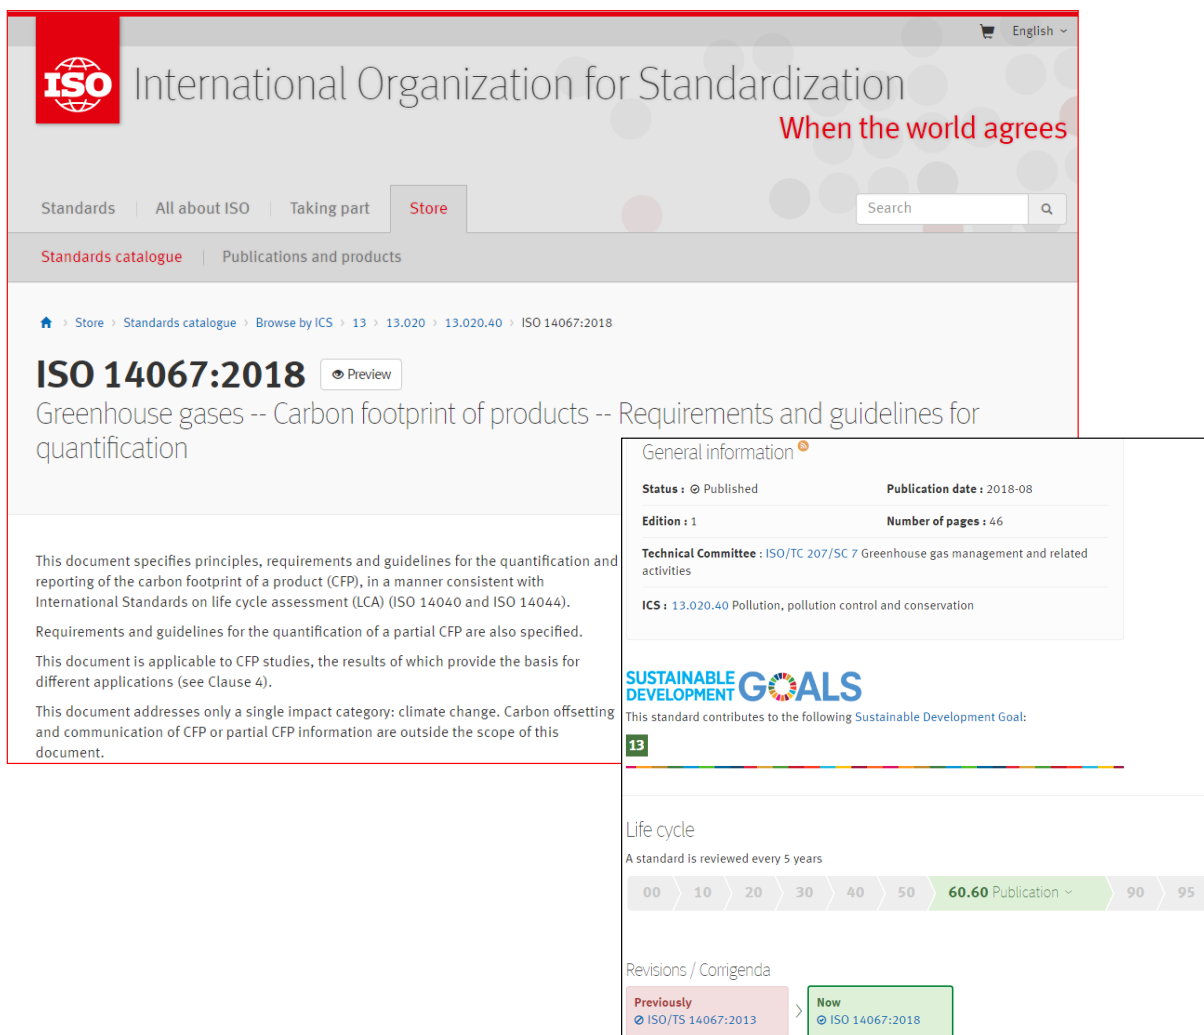 English
ISO
International Organization for Standardization
When the world agrees
Standards All about ISO Taking part Store
Search
Standards catalogue Publications and products
Store > Standards catalogue > Browse by ICS > 13 > 13.020 > 13.020.40 > ISO 14067:2018
ISO 14067:2018 Preview
Greenhouse gases -- Carbon footprint of products -- Requirements and guidelines for
quantification
This document specifies principles, requirements and guidelines for the quantification and
reporting of the carbon footprint of a product (CFP), in a manner consistent with
International Standards on life cycle assessment (LCA) (ISO 14040 and ISO 14044).
Requirements and guidelines for the quantification of a partial CFP are also specified.
This document is applicable to CFP studies, the results of which provide the basis for
different applications (see Clause 4).
This document addresses only a single impact category: climate change. Carbon offsetting
and communication of CFP or partial CFP information are outside the scope of this
document.
General information
Status : Published Publication date : 2018-08
Edition : 1 Number of pages : 46
Technical Committee : ISO/TC 207/SC 7 Greenhouse gas management and related
activities
ICS : 13.020.40 Pollution, pollution control and conservation
SUSTAINABLE
DEVELOPMENT GOALS
This standard contributes to the following Sustainable Development Goal:
13
Life cycle
A standard is reviewed every 5 years
00 10 20 30 40 50 60.60 Publication 90 95
Revisions / Corrigenda
Previously
ISO/TS 14067:2013
Now
ISO 14067:2018